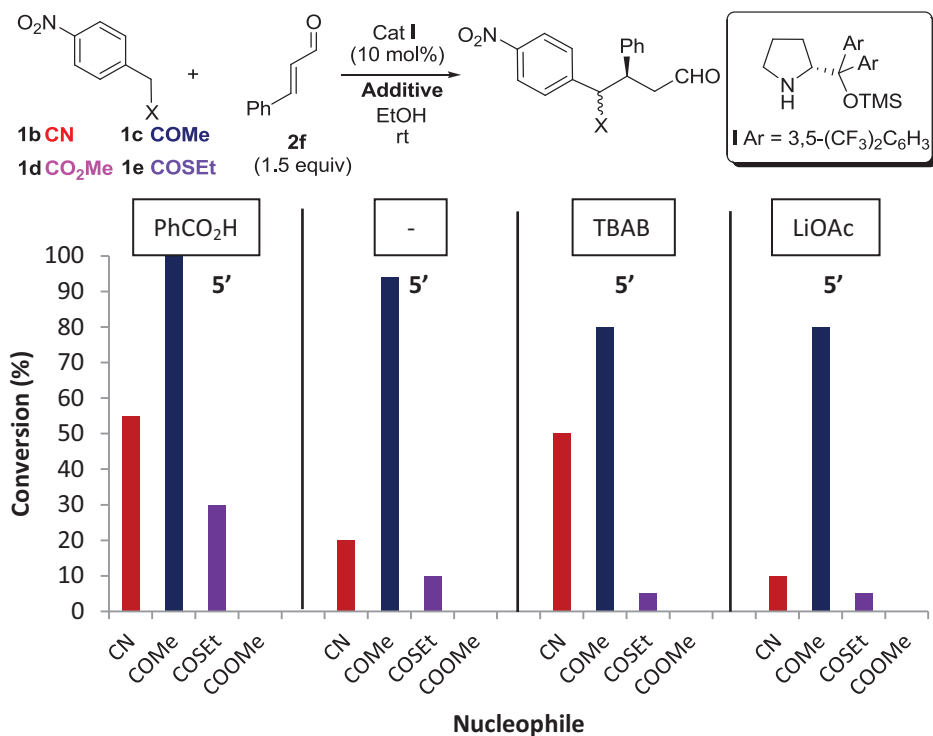 O₂N
X
+
O
Ph
Cat I
(10 mol%)
Additive
EtOH
rt
O₂N
Ph
CHO
X
N
H
Ar
Ar
OTMS
I Ar = 3,5-(CF₃)₂C₆H₃
1b CN 1c COMe
1d CO₂Me 1e COSEt
2f
(1.5 equiv)
PhCO₂H - TBAB LiOAc
5’ 5’ 5’ 5’
Conversion (%)
100
90
80
70
60
50
40
30
20
10
0
CN COMe COSEt COOMe CN COMe COSEt COOMe CN COMe COSEt COOMe CN COMe COSEt COOMe
Nucleophile